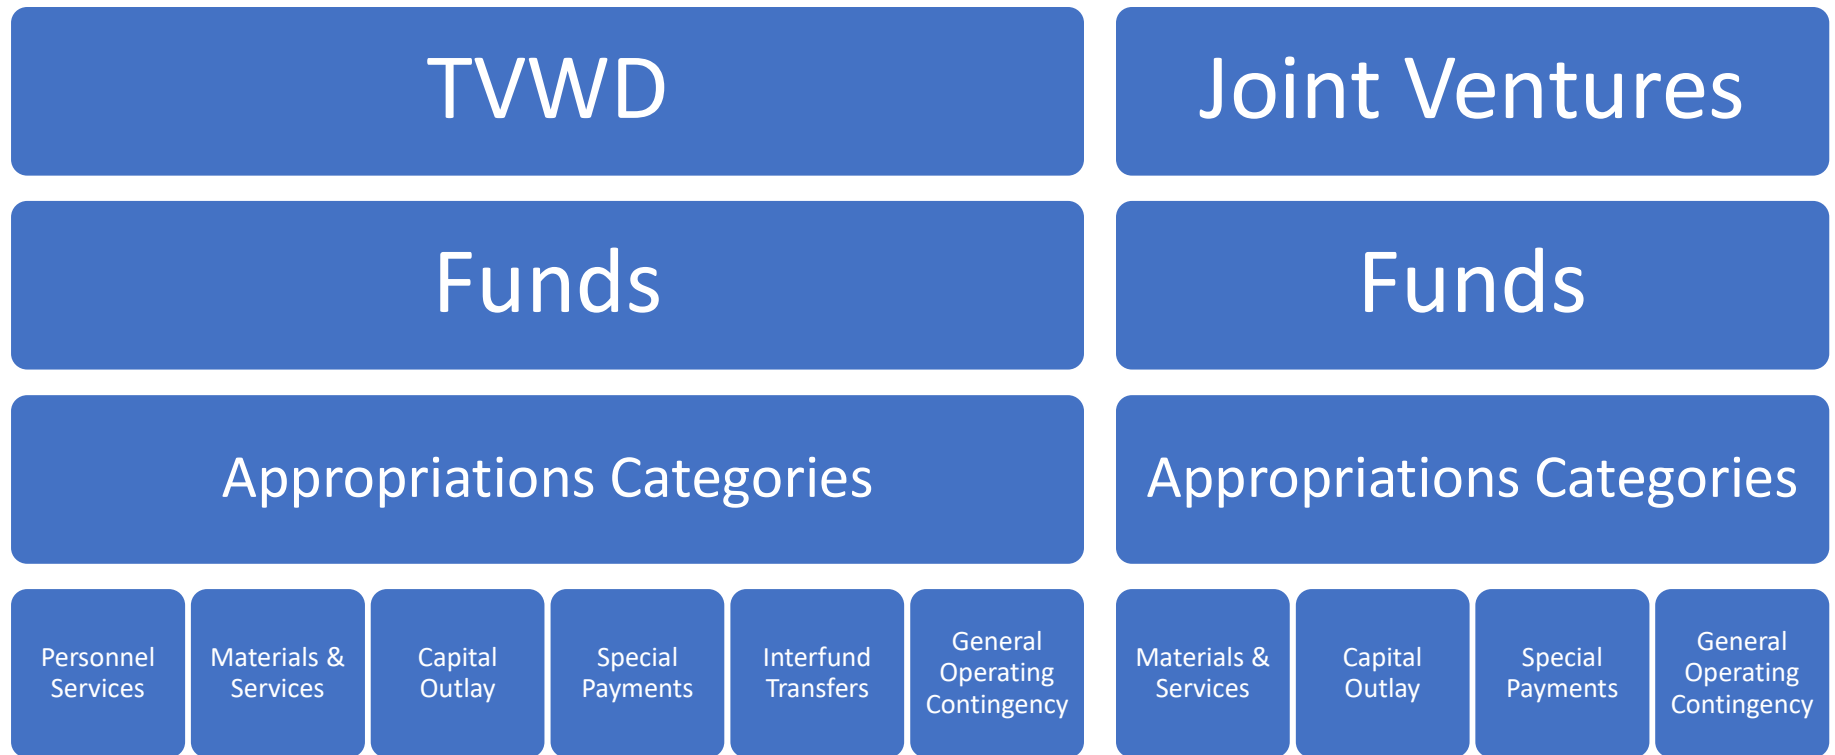 TVWD
Joint Ventures
Funds
Funds
Appropriations Categories
Appropriations Categories
Personnel
Services
Materials &
Services
Capital
Outlay
Special
Payments
Interfund
Transfers
General
Operating
Contingency
Materials &
Services
Capital
Outlay
Special
Payments
General
Operating
Contingency